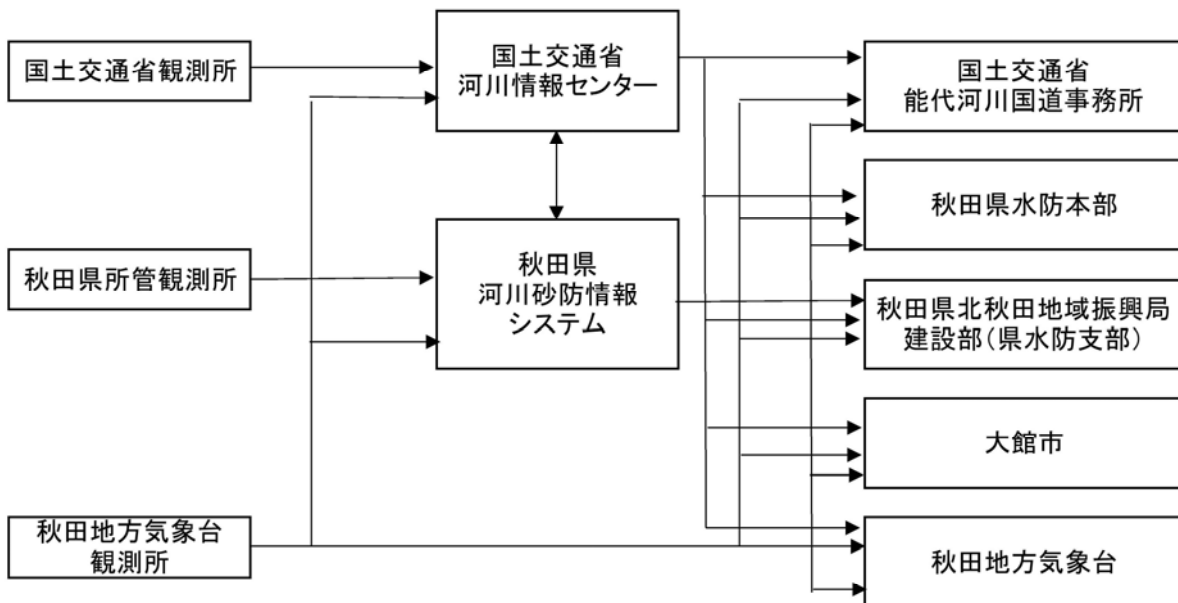 国土交通省観測所
秋田県所管観測所
秋田地方気象台
観測所
国土交通省
河川情報センター
秋田県
河川砂防情報
システム
国土交通省
能代河川国道事務所
秋田県水防本部
秋田県北秋田地域振興局
建設部(県水防支部)
大館市
秋田地方気象台